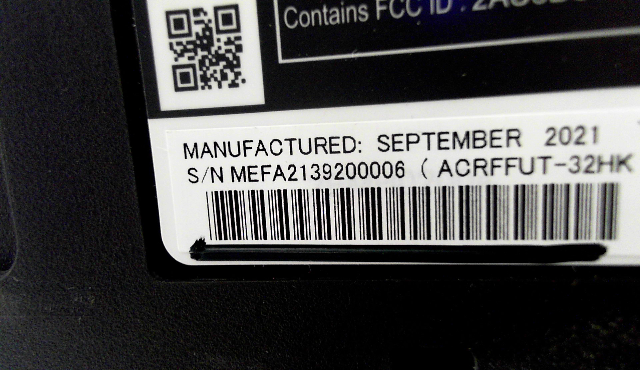 Contains FCC ID :
MANUFACTURED: SEPTEMBER 2021
S/N MEFA2139200006 ( ACRFFUT-32HK